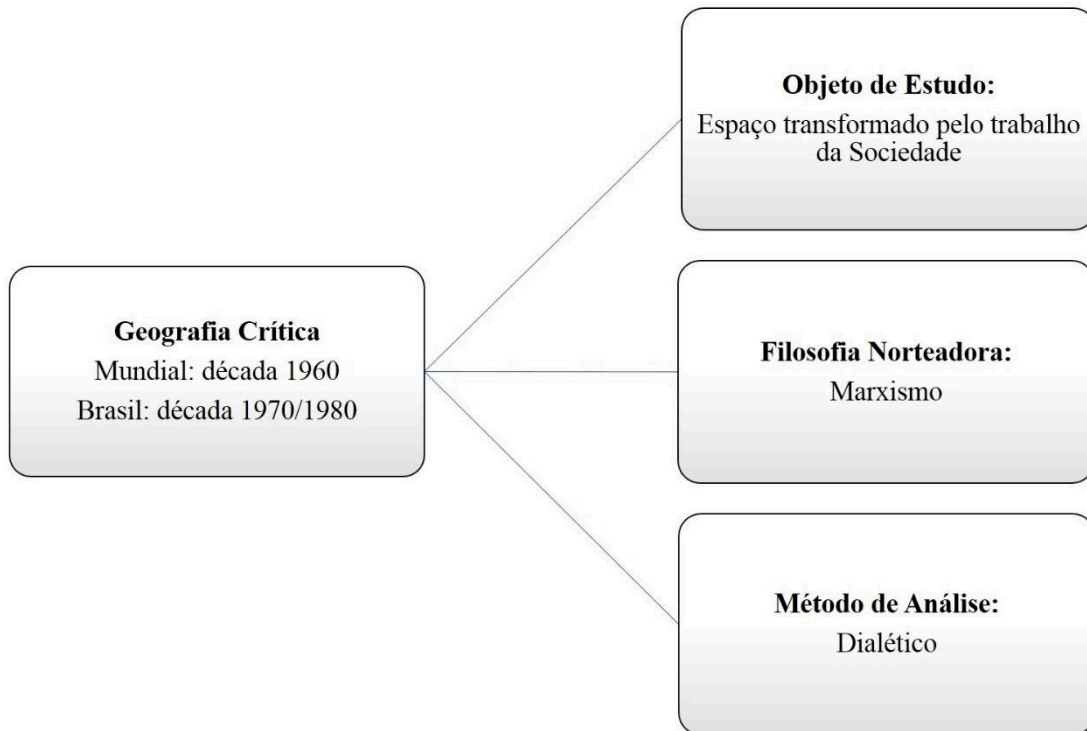 Objeto de Estudo:
Espaço transformado pelo trabalho
da Sociedade
Geografia Crítica
Mundial: década 1960
Brasil: década 1970/1980
Filosofia Norteadora:
Marxismo
Método de Análise:
Dialético